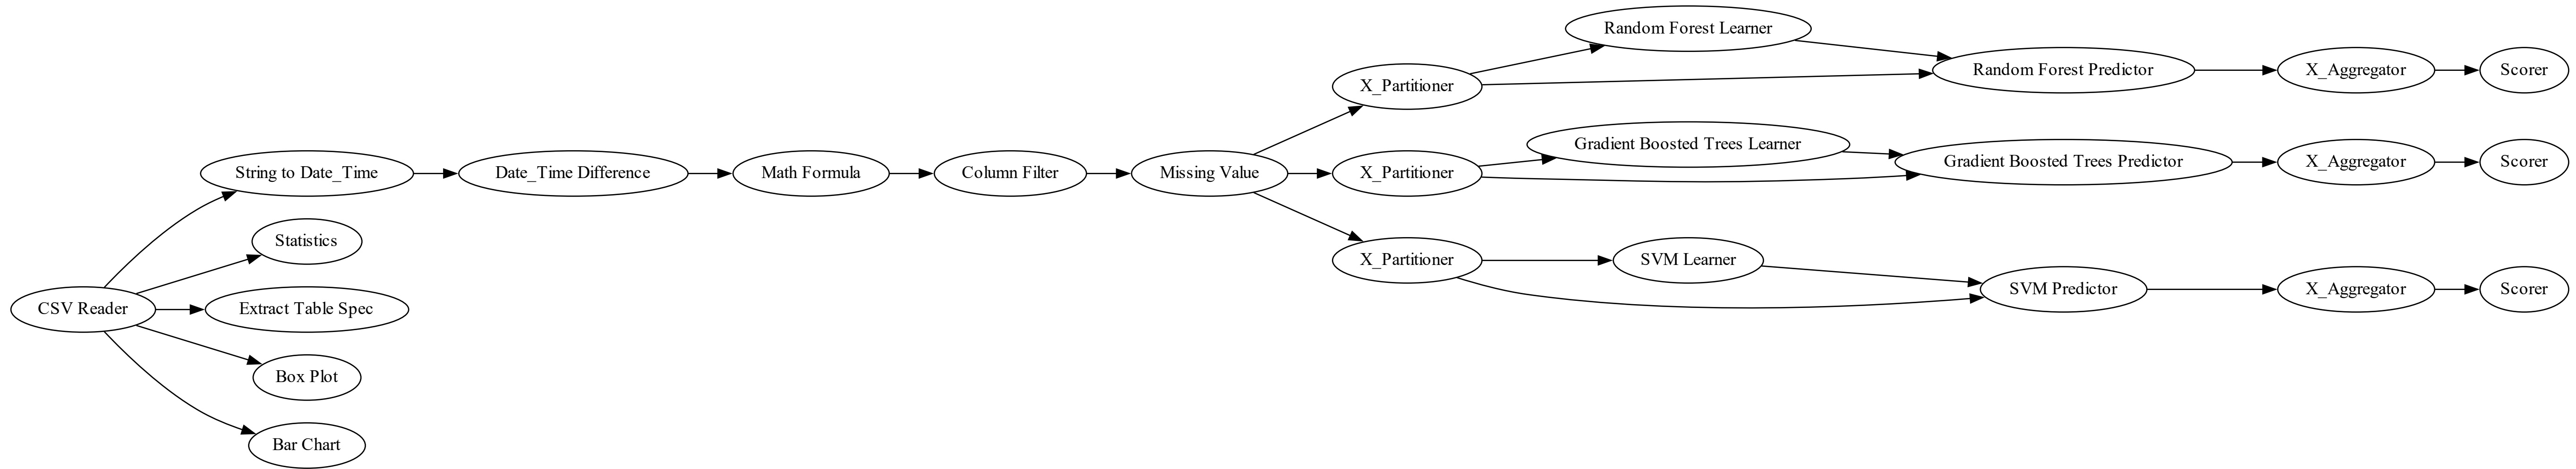 CSV Reader
String to Date_Time
Statistics
Extract Table Spec
Box Plot
Bar Chart
Date_Time Difference
Math Formula
Column Filter
Missing Value
X_Partitioner
Random Forest Learner
Random Forest Predictor
X_Aggregator
Scorer
X_Partitioner
Gradient Boosted Trees Learner
Gradient Boosted Trees Predictor
X_Aggregator
Scorer
X_Partitioner
SVM Learner
SVM Predictor
X_Aggregator
Scorer